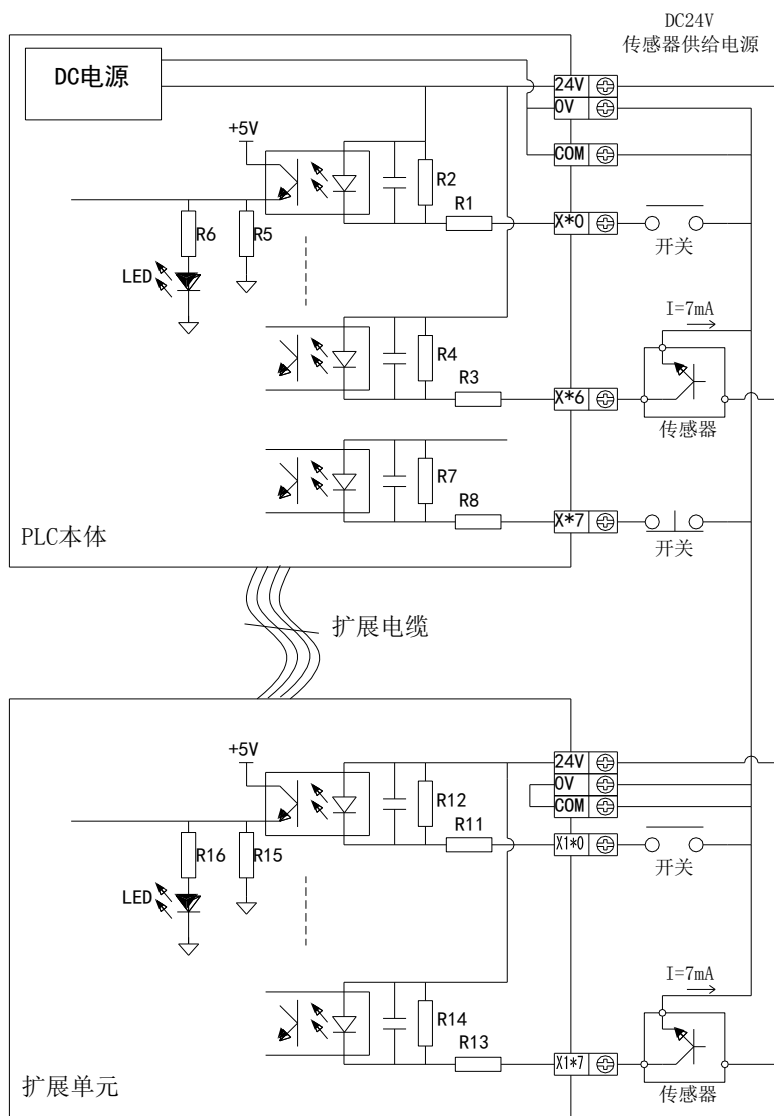 DC24V
传感器供给电源
DC电源
24V
0V
COM
+5V
R2
R1
X*0
开关
R6
R5
LED
I=7mA
R4
R3
X*6
传感器
R7
R8
X*7
开关
PLC本体
扩展电缆
+5V
24V
0V
COM
R12
R11
X1*0
开关
R16
R15
LED
I=7mA
R14
R13
X1*7
传感器
扩展单元